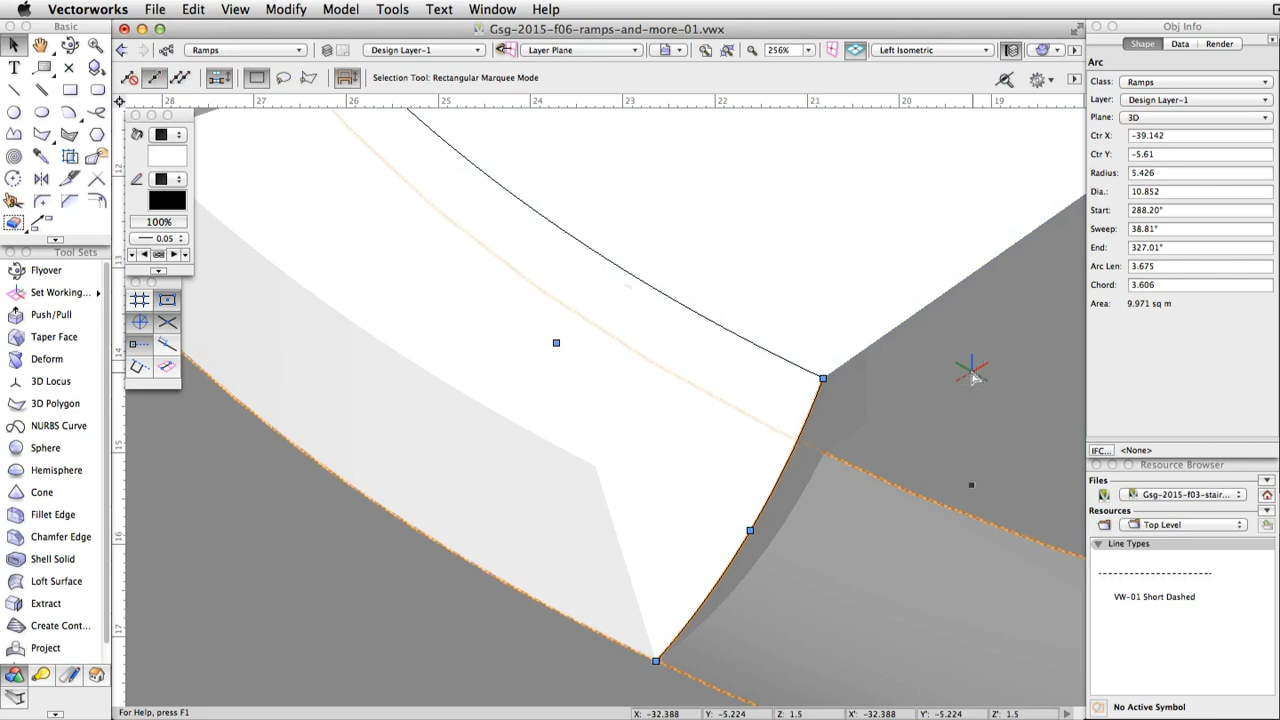 Vectorworks File Edit View Modify Model Tools Text Window Help
Basic
Gsg-2015-f06-ramps-and-more-01.vwx
Obj Info
Ramps Design Layer-1 Layer Plane 256% Left Isometric
Shape Data Render
Arc
Selection Tool: Rectangular Marquee Mode
Class: Ramps
Layer: Design Layer-1
Plane: 3D
Ctr X: -39.142
Ctr Y: -5.61
Radius: 5.426
Dia.: 10.852
Start: 288.20°
Sweep: 38.81°
End: 327.01°
Arc Len: 3.675
Chord: 3.606
Area: 9.971 sq m
28 27 26 25 24 23 22 21 20 19
12
13
14
15
16
17
100%
0.05
Tool Sets
Flyover
Set Working...
Push/Pull
Taper Face
Deform
3D Locus
3D Polygon
NURBS Curve
Sphere
Hemisphere
Cone
Fillet Edge
Chamfer Edge
Shell Solid
Loft Surface
Extract
Create Cont...
Project
IFC... <None>
Resource Browser
Files
Gsg-2015-f03-stair...
Resources
Top Level
Line Types
VW-01 Short Dashed
No Active Symbol
For Help, press F1
X: -32.388 Y: -5.224 Z: 1.5 X': -32.388 Y': -5.224 Z': 1.5